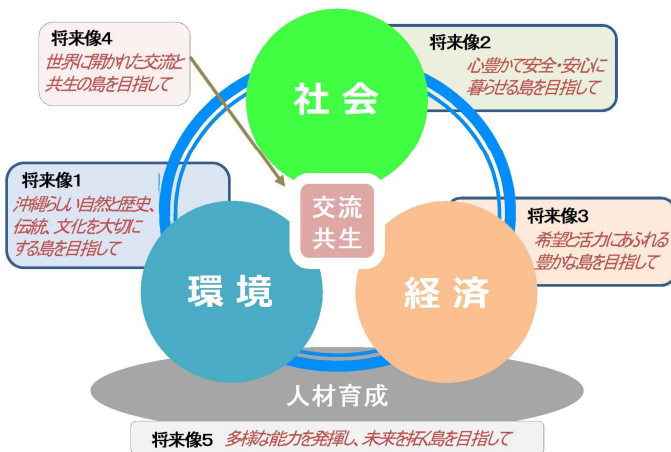 将来像4
世界に開かれた交流と
共生の島を目指して
将来像2
心豊かで安全・安心に
暮らせる島を目指して
社会
将来像1
沖縄らしい自然と歴史、
伝統、文化を大切に
する島を目指して
交流
共生
将来像3
希望と活力にあふれる
豊かな島を目指して
環境
経済
人材育成
将来像5 多様な能力を発揮し、未来を拓く島を目指して